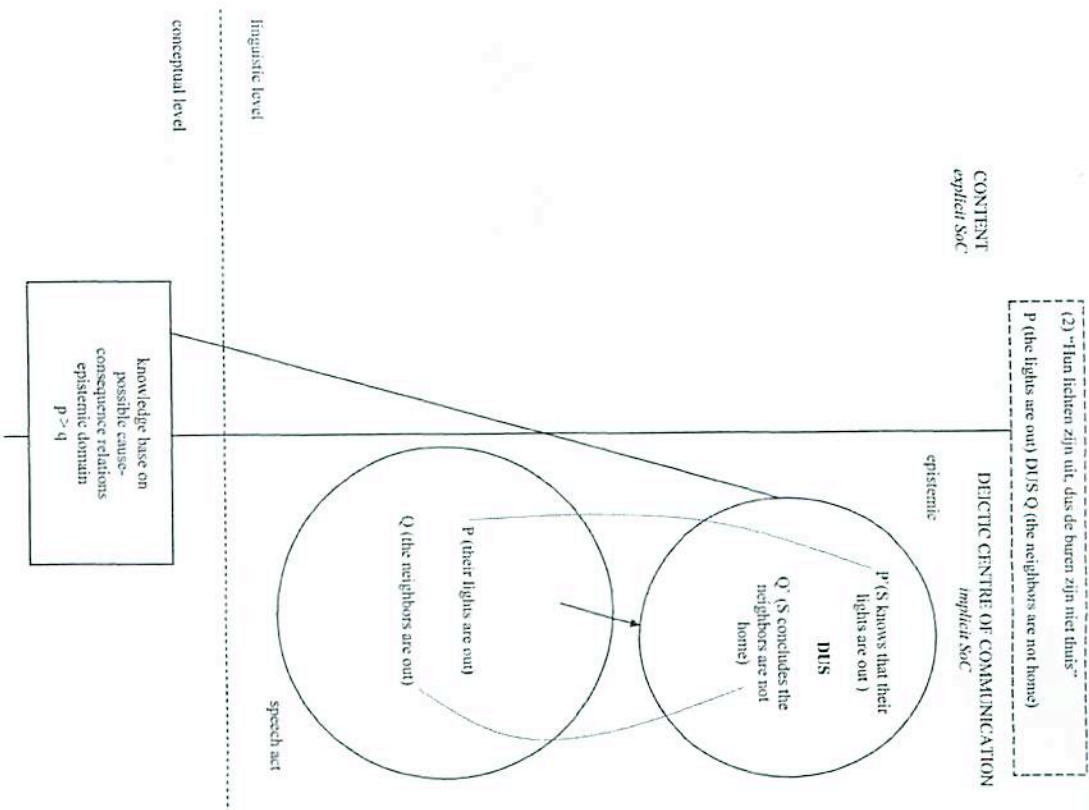 (2) "Hun lichten zijn uit, dus de buren zijn niet thuis"
P (the lights are out) DUS Q (the neighbors are not home)
CONTENT
explicit SoC
DEICTIC CENTRE OF COMMUNICATION
implicit SoC
epistemic
P'(S knows that their
lights are out )
DUS
Q' (S concludes the
neighbors are not
home)
P (their lights are out)
Q (the neighbors are out)
speech act
linguistic level
conceptual level
knowledge base on
possible cause-
consequence relations
epistemic domain
p > q